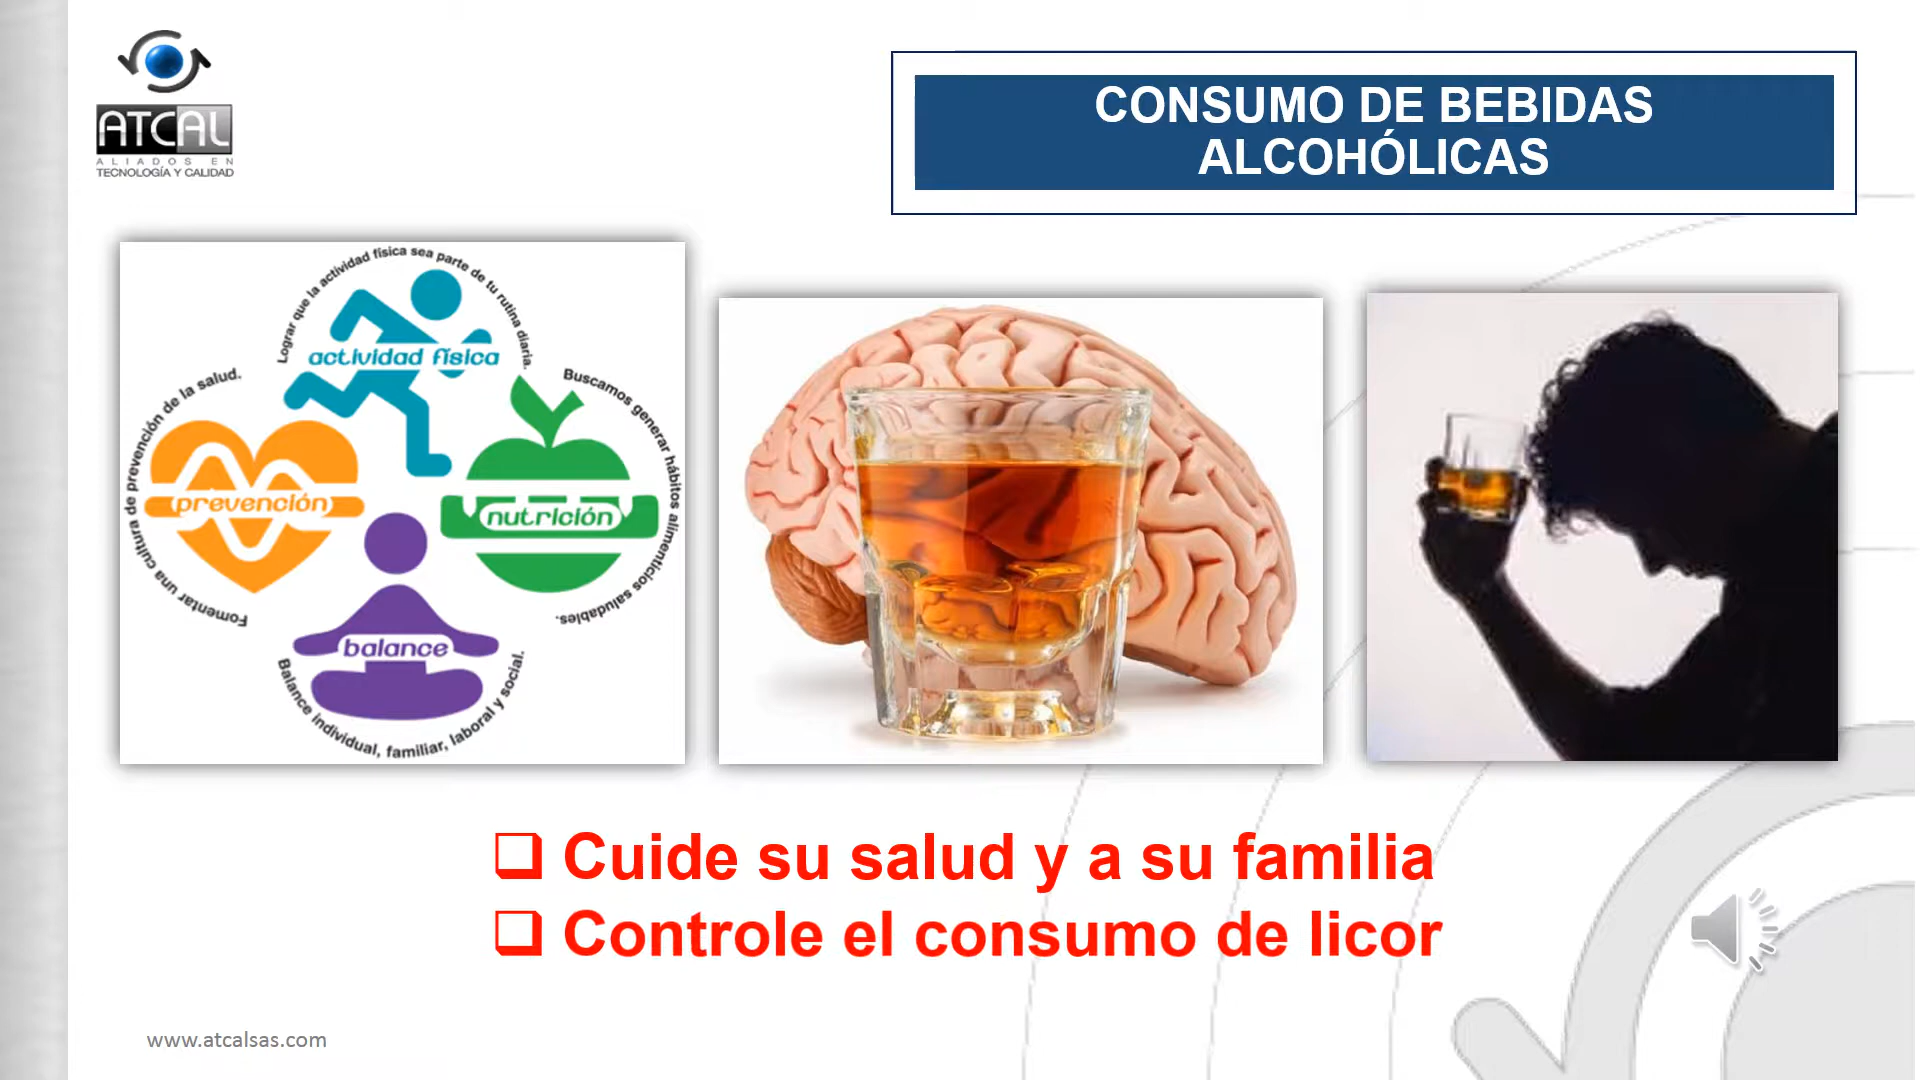 ATCAL
ALIADOS EN
TECNOLOGÍA Y CALIDAD
CONSUMO DE BEBIDAS
ALCOHÓLICAS
Lograr que la actividad física sea parte de tu rutina diaria.
actividad física
Fomentar una cultura de prevención de la salud.
prevención
Buscamos generar hábitos alimenticios saludables.
nutrición
balance
Balance individual, familiar, laboral y social.
❑ Cuide su salud y a su familia
❑ Controle el consumo de licor
www.atcalsas.com